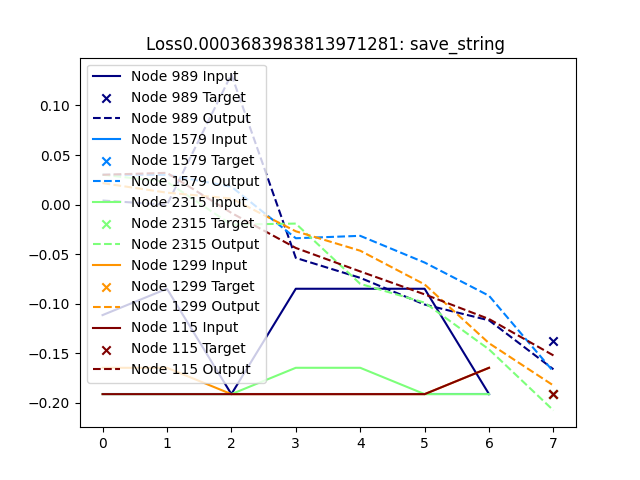 Loss0.0003683983813971281: save_string
Node 989 Input
Node 989 Target
Node 989 Output
Node 1579 Input
Node 1579 Target
Node 1579 Output
Node 2315 Input
Node 2315 Target
Node 2315 Output
Node 1299 Input
Node 1299 Target
Node 1299 Output
Node 115 Input
Node 115 Target
Node 115 Output
0.10
0.05
0.00
−0.05
−0.10
−0.15
−0.20
0 1 2 3 4 5 6 7